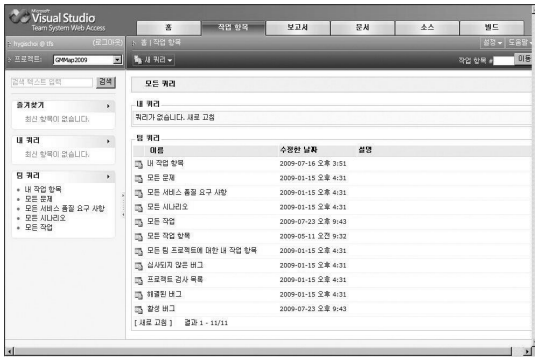 Microsoft
Visual Studio
Team System Web Access
홈
작업 항목
보고서
문서
소스
빌드
hygisshoi @ tfs (로그아웃)
홈 | 작업 항목
설정 도움말
프로젝트: GMMap2009
새 쿼리
작업 항목 # 이동
검색 텍스트 입력 검색
모든 쿼리
즐겨찾기
최신 항목이 없습니다.
내 쿼리
최신 항목이 없습니다.
팀 쿼리
내 작업 항목
모든 문제
모든 서비스 품질 요구 사항
모든 시나리오
모든 작업
내 쿼리
쿼리가 없습니다. 새로 고침
팀 쿼리
이름 수정한 날짜 설명
내 작업 항목 2009-07-16 오후 3:51
모든 문제 2009-01-15 오후 4:31
모든 서비스 품질 요구 사항 2009-01-15 오후 4:31
모든 시나리오 2009-01-15 오후 4:31
모든 작업 2009-07-23 오후 9:43
모든 작업 항목 2009-05-11 오전 9:32
모든 팀 프로젝트에 대한 내 작업 항목 2009-01-15 오후 4:31
심사되지 않은 버그 2009-01-15 오후 4:31
프로젝트 검사 목록 2009-01-15 오후 4:31
해결된 버그 2009-01-15 오후 4:31
활성 버그 2009-07-23 오후 9:43
[ 새로 고침 ] 결과 1 - 11/11